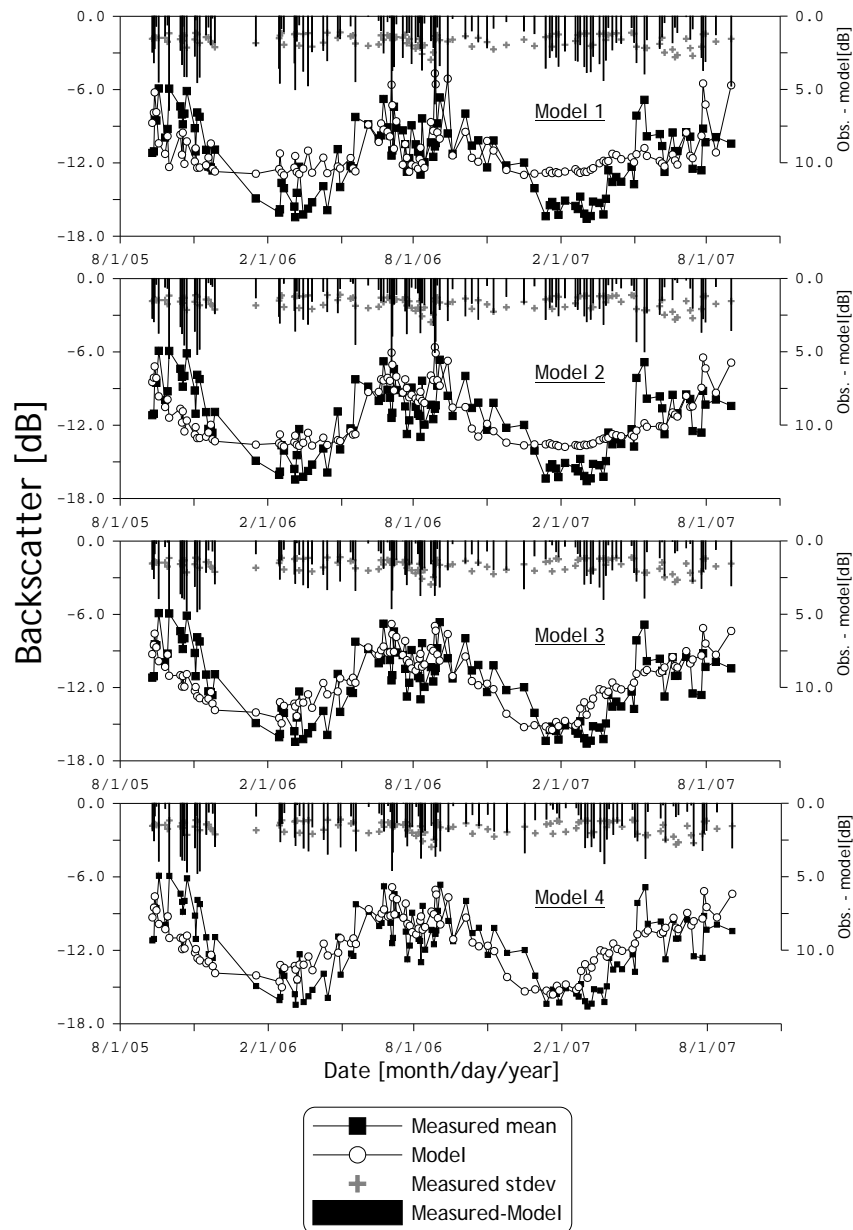 0.0
-6.0
-12.0
-18.0
0.0
5.0
10.0
Obs. - model[dB]
Model 1
8/1/05 2/1/06 8/1/06 2/1/07 8/1/07
0.0
-6.0
-12.0
-18.0
0.0
5.0
10.0
Obs. - model[dB]
Model 2
8/1/05 2/1/06 8/1/06 2/1/07 8/1/07
Backscatter [dB]
0.0
-6.0
-12.0
-18.0
0.0
5.0
10.0
Obs. - model[dB]
Model 3
8/1/05 2/1/06 8/1/06 2/1/07 8/1/07
0.0
-6.0
-12.0
-18.0
0.0
5.0
10.0
Obs. - model[dB]
Model 4
8/1/05 2/1/06 8/1/06 2/1/07 8/1/07
Date [month/day/year]
Measured mean
Model
Measured stdev
Measured-Model